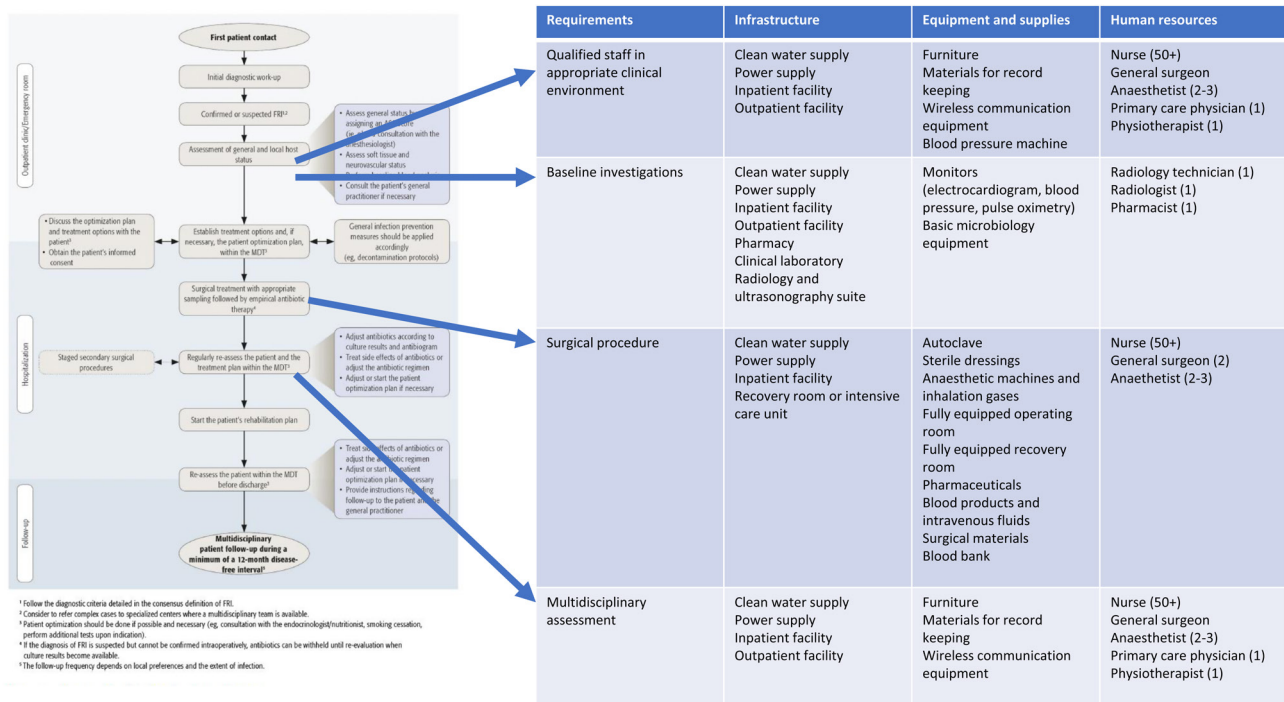 First patient contact
Outpatient clinic/Emergency room
Initial diagnostic work-up
Confirmed or suspected FRI¹,²
Assessment of general and local host
status
• Assess general status by
assigning an
(ie, consultation with the
anesthesiologist)
• Assess soft tissue and
neurovascular status
• Consult the patient's general
practitioner if necessary
• Discuss the optimization plan
and treatment options with the
patient³
• Obtain the patient's informed
consent
Establish treatment options and, if
necessary, the patient optimization plan,
within the MDT³
General infection prevention
measures should be applied
accordingly
(eg, decontamination protocols)
Hospitalization
Surgical treatment with appropriate
sampling followed by empirical antibiotic
therapy⁴
Staged secondary surgical
procedures
Regularly re-assess the patient and the
treatment plan within the MDT³
• Adjust antibiotics according to
culture results and antibiogram
• Treat side effects of antibiotics or
adjust the antibiotic regimen
• Adjust or start the patient
optimization plan if necessary
Start the patient's rehabilitation plan
Re-assess the patient within the MDT
before discharge³
• Treat side effects of antibiotics or
adjust the antibiotic regimen
• Adjust or start the patient
optimization plan if necessary
• Provide instructions regarding
follow-up to the patient and the
general practitioner
Follow-up
Multidisciplinary
patient follow-up during a
minimum of a 12-month disease-
free interval⁵
¹ Follow the diagnostic criteria detailed in the consensus definition of FRI.
² Consider to refer complex cases to specialized centers where a multidisciplinary team is available.
³ Patient optimization should be done if possible and necessary (eg, consultation with the endocrinologist/nutritionist, smoking cessation,
perform additional tests upon indication).
⁴ If the diagnosis of FRI is suspected but cannot be confirmed intraoperatively, antibiotics can be withheld until re-evaluation when
culture results become available.
⁵ The follow-up frequency depends on local preferences and the extent of infection.
Requirements
Infrastructure
Equipment and supplies
Human resources
Qualified staff in
appropriate clinical
environment
Clean water supply
Power supply
Inpatient facility
Outpatient facility
Furniture
Materials for record
keeping
Wireless communication
equipment
Blood pressure machine
Nurse (50+)
General surgeon
Anaesthetist (2-3)
Primary care physician (1)
Physiotherapist (1)
Baseline investigations
Clean water supply
Power supply
Inpatient facility
Outpatient facility
Pharmacy
Clinical laboratory
Radiology and
ultrasonography suite
Monitors
(electrocardiogram, blood
pressure, pulse oximetry)
Basic microbiology
equipment
Radiology technician (1)
Radiologist (1)
Pharmacist (1)
Surgical procedure
Clean water supply
Power supply
Inpatient facility
Recovery room or intensive
care unit
Autoclave
Sterile dressings
Anaesthetic machines and
inhalation gases
Fully equipped operating
room
Fully equipped recovery
room
Pharmaceuticals
Blood products and
intravenous fluids
Surgical materials
Blood bank
Nurse (50+)
General surgeon (2)
Anaethetist (2-3)
Multidisciplinary
assessment
Clean water supply
Power supply
Inpatient facility
Outpatient facility
Furniture
Materials for record
keeping
Wireless communication
equipment
Nurse (50+)
General surgeon
Anaesthetist (2-3)
Primary care physician (1)
Physiotherapist (1)